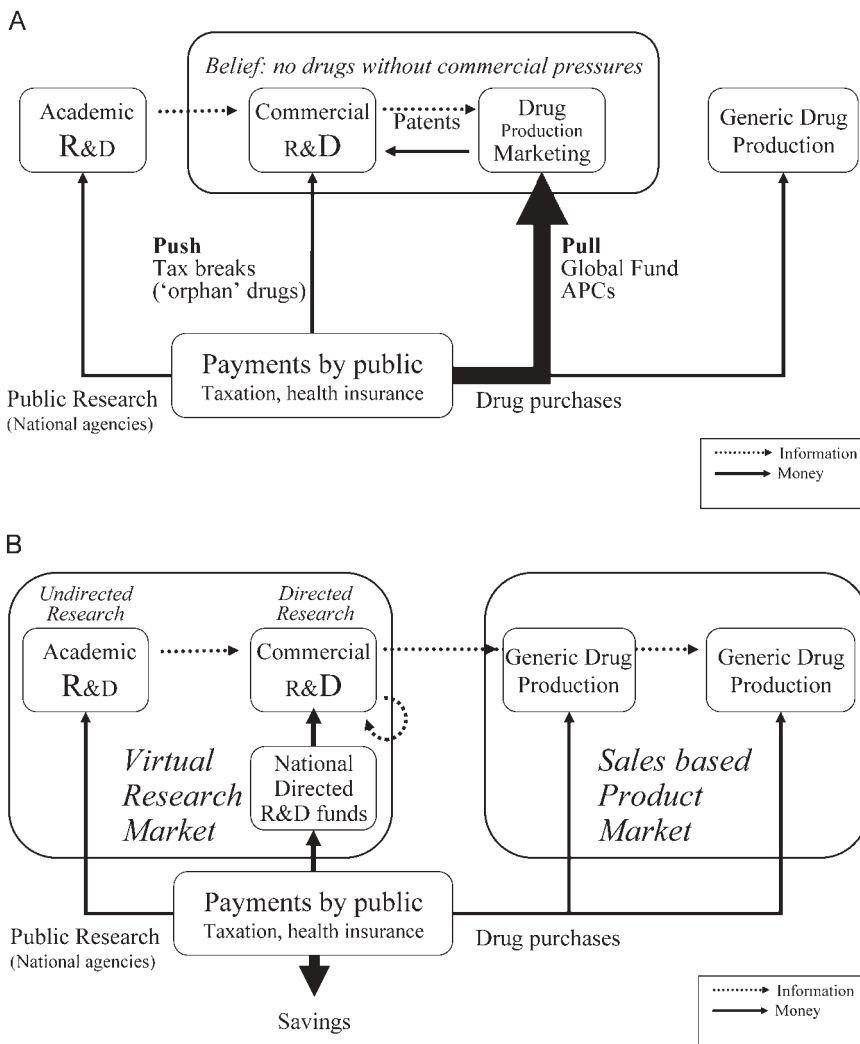 A
Belief: no drugs without commercial pressures
Academic
R&D
Commercial
R&D
Patents
Drug
Production
Marketing
Generic Drug
Production
Push
Tax breaks
(‘orphan’ drugs)
Pull
Global Fund
APCs
Payments by public
Taxation, health insurance
Public Research
(National agencies)
Drug purchases
Information
Money
B
Undirected
Research
Directed
Research
Academic
R&D
Commercial
R&D
Generic Drug
Production
Generic Drug
Production
Virtual
Research
Market
National
Directed
R&D funds
Sales based
Product
Market
Payments by public
Taxation, health insurance
Public Research
(National agencies)
Drug purchases
Savings
Information
Money